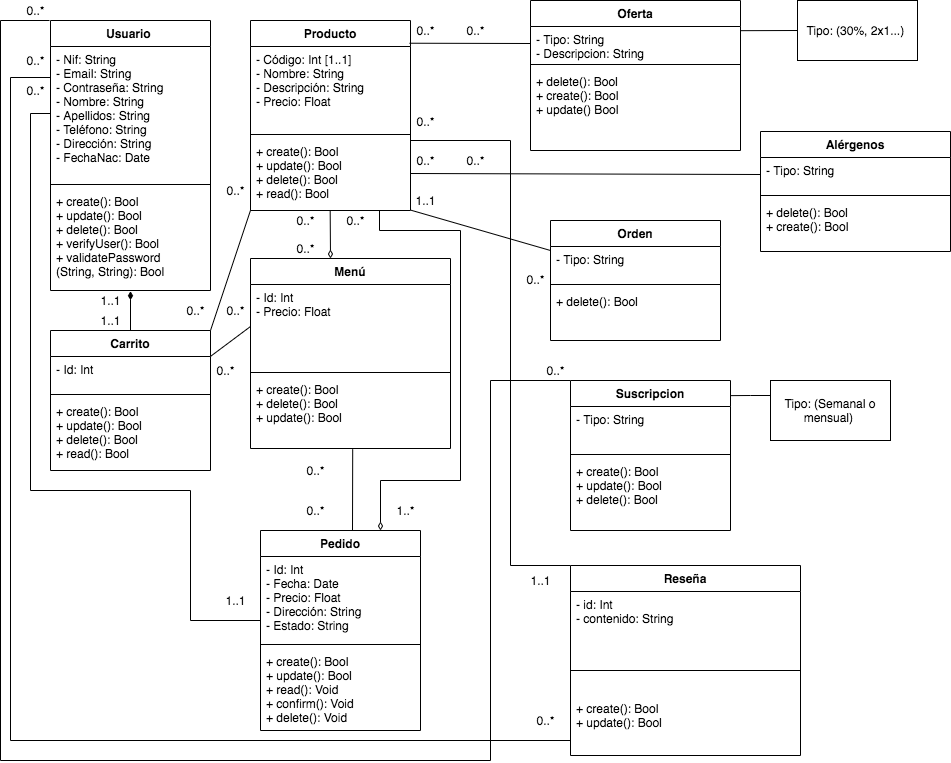 0..*
Usuario
- Nif: String
- Email: String
- Contraseña: String
- Nombre: String
- Apellidos: String
- Teléfono: String
- Dirección: String
- FechaNac: Date
+ create(): Bool
+ update(): Bool
+ delete(): Bool
+ verifyUser(): Bool
+ validatePassword
(String, String): Bool
0..*
0..*
Producto
- Código: Int [1..1]
- Nombre: String
- Descripción: String
- Precio: Float
+ create(): Bool
+ update(): Bool
+ delete(): Bool
+ read(): Bool
0..*
0..*
Oferta
- Tipo: String
- Descripcion: String
+ delete(): Bool
+ create(): Bool
+ update() Bool
Tipo: (30%, 2x1...)
0..*
0..*
0..*
Alérgenos
- Tipo: String
+ delete(): Bool
+ create(): Bool
1..1
Orden
- Tipo: String
+ delete(): Bool
0..*
0..*
0..*
0..*
0..*
Menú
- Id: Int
- Precio: Float
+ create(): Bool
+ delete(): Bool
+ update(): Bool
1..1
1..1
0..*
0..*
Carrito
- Id: Int
+ create(): Bool
+ update(): Bool
+ delete(): Bool
+ read(): Bool
0..*
0..*
Suscripcion
- Tipo: String
+ create(): Bool
+ update(): Bool
+ delete(): Bool
Tipo: (Semanal o
mensual)
0..*
0..*
1..*
Pedido
- Id: Int
- Fecha: Date
- Precio: Float
- Dirección: String
- Estado: String
+ create(): Bool
+ update(): Bool
+ read(): Void
+ confirm(): Void
+ delete(): Void
1..1
1..1
Reseña
- id: Int
- contenido: String
+ create(): Bool
+ update(): Bool
0..*